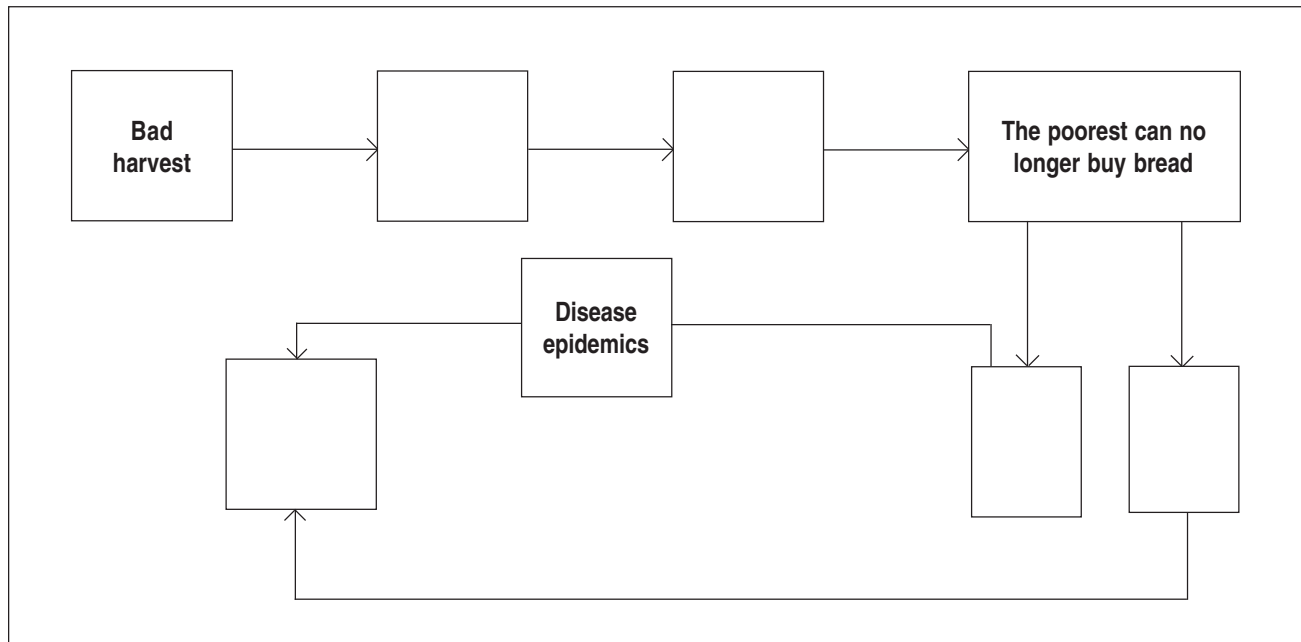 Bad
harvest
The poorest can no
longer buy bread
Disease
epidemics